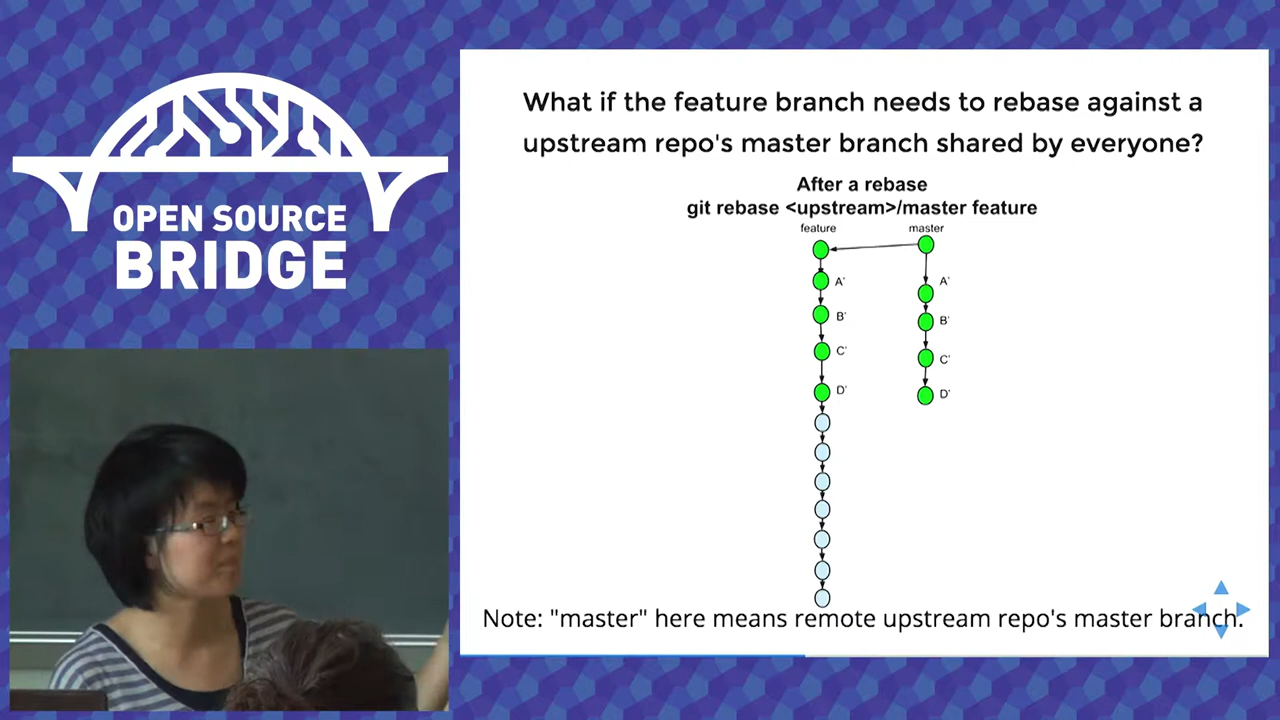 OPEN SOURCE
BRIDGE
What if the feature branch needs to rebase against a
upstream repo's master branch shared by everyone?
After a rebase
git rebase <upstream>/master feature
feature
master
A'
A'
B'
B'
C'
C'
D'
D'
Note: "master" here means remote upstream repo's master branch.